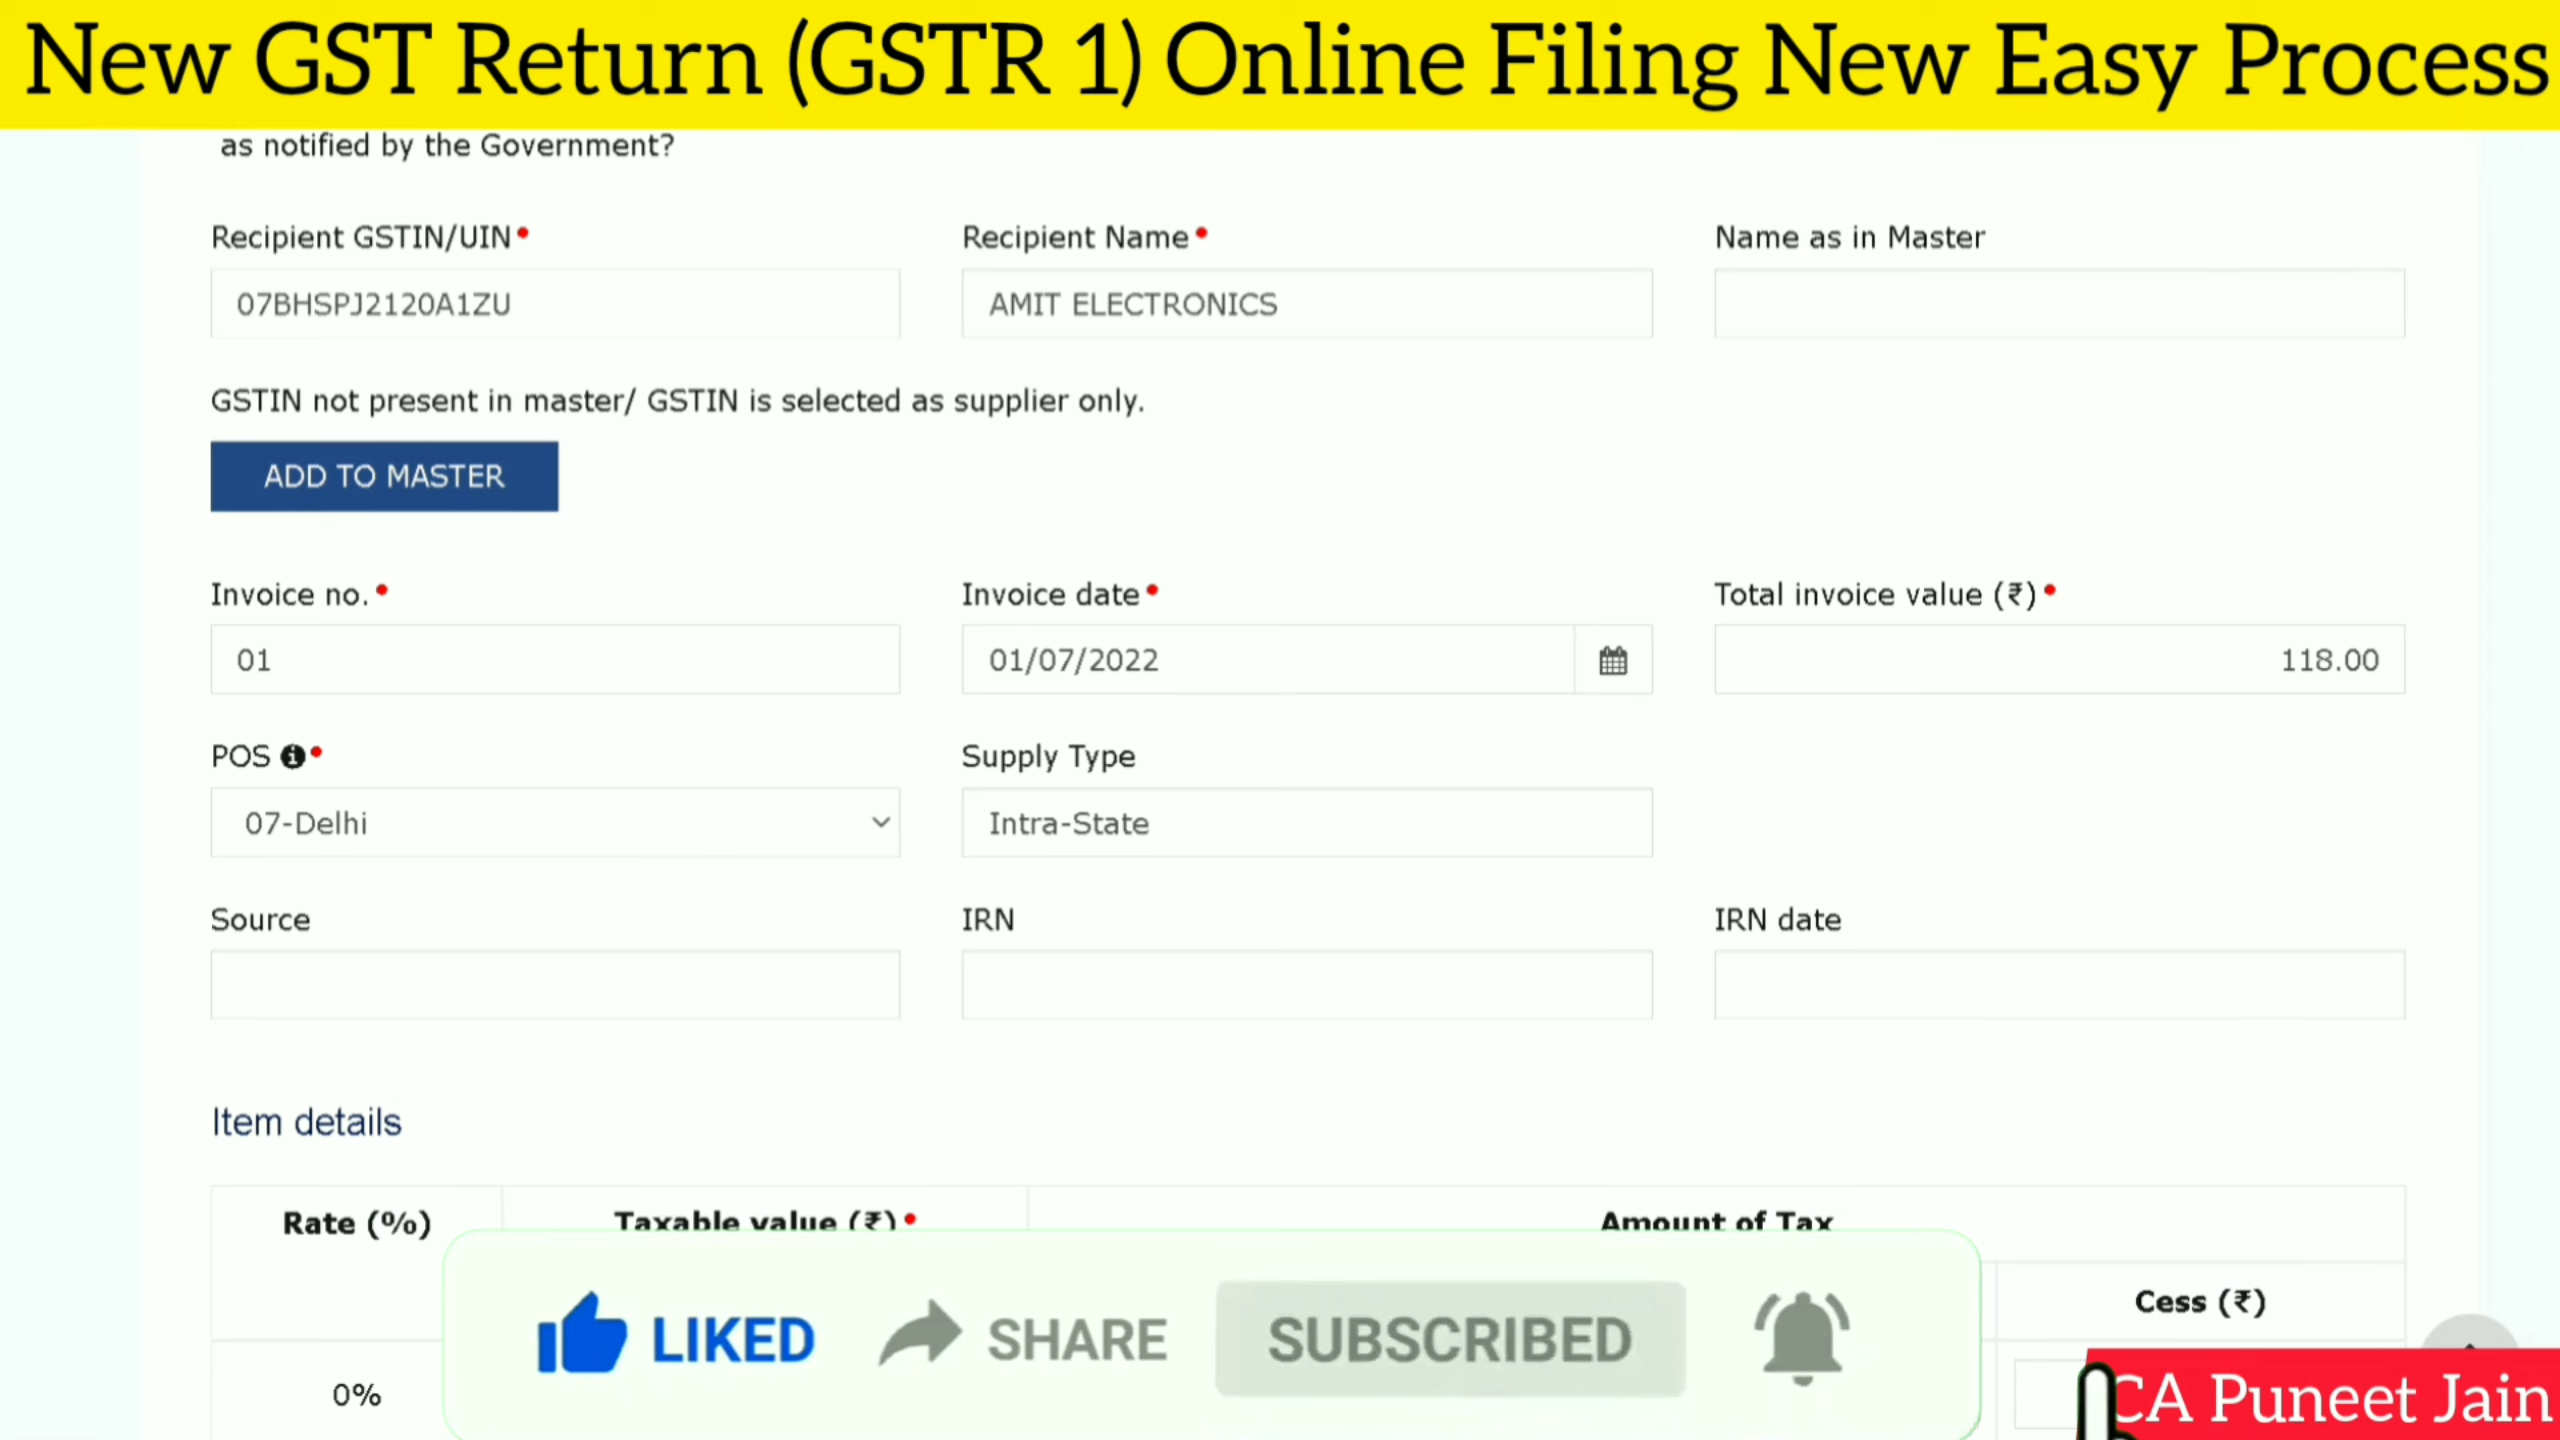 New GST Return (GSTR 1) Online Filing New Easy Process
as notified by the Government?
Recipient GSTIN/UIN•
Recipient Name•
Name as in Master
07BHSPJ2120A1ZU
AMIT ELECTRONICS
GSTIN not present in master/ GSTIN is selected as supplier only.
ADD TO MASTER
Invoice no.•
Invoice date•
Total invoice value (₹)•
01
01/07/2022
118.00
POS •
Supply Type
07-Delhi
Intra-State
Source
IRN
IRN date
Item details
Rate (%)
Taxable value (₹)•
Amount of Tax
Cess (₹)
0%
LIKED
SHARE
SUBSCRIBED
CA Puneet Jain